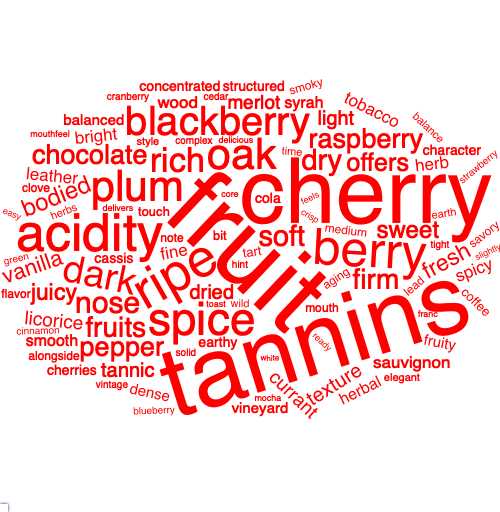 concentrated structured
smoky
cranberry
cedar
wood
merlot
syrah
tobacco
balanced
blackberry
light
balance
mouthfeel
bright
style
complex
delicious
raspberry
character
chocolate
rich
oak
time
dry
offers
herb
strawberry
leather
clove
bodied
plum
core
cherry
easy
herbs
delivers
touch
fruit
cola
feels
crisp
earth
acidity
note
bit
soft
medium
sweet
tight
savory
green
vanilla
cassis
fine
tart
berry
fresh
slightly
dark
ripe
hint
aging
firm
lead
spicy
flavor
juicy
nose
dried
toast
wild
mouth
coffee
licorice
fruits
spice
tannins
franc
cinnamon
smooth
pepper
earthy
ready
fruity
alongside
solid
white
cherries
tannic
currant
texture
sauvignon
vintage
dense
mocha
herbal
elegant
blueberry
vineyard